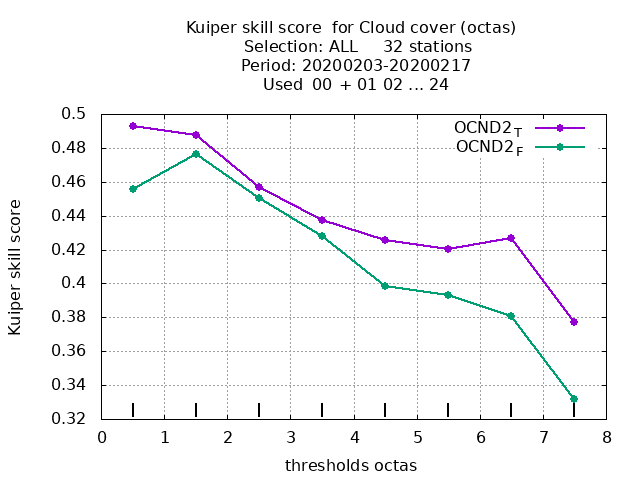 Kuiper skill score  for Cloud cover (octas)
Selection: ALL     32 stations
Period: 20200203-20200217
Used  00  + 01 02 ... 24
OCND2T
OCND2F
Kuiper skill score
0.5
0.48
0.46
0.44
0.42
0.4
0.38
0.36
0.34
0.32
0 1 2 3 4 5 6 7 8
thresholds octas